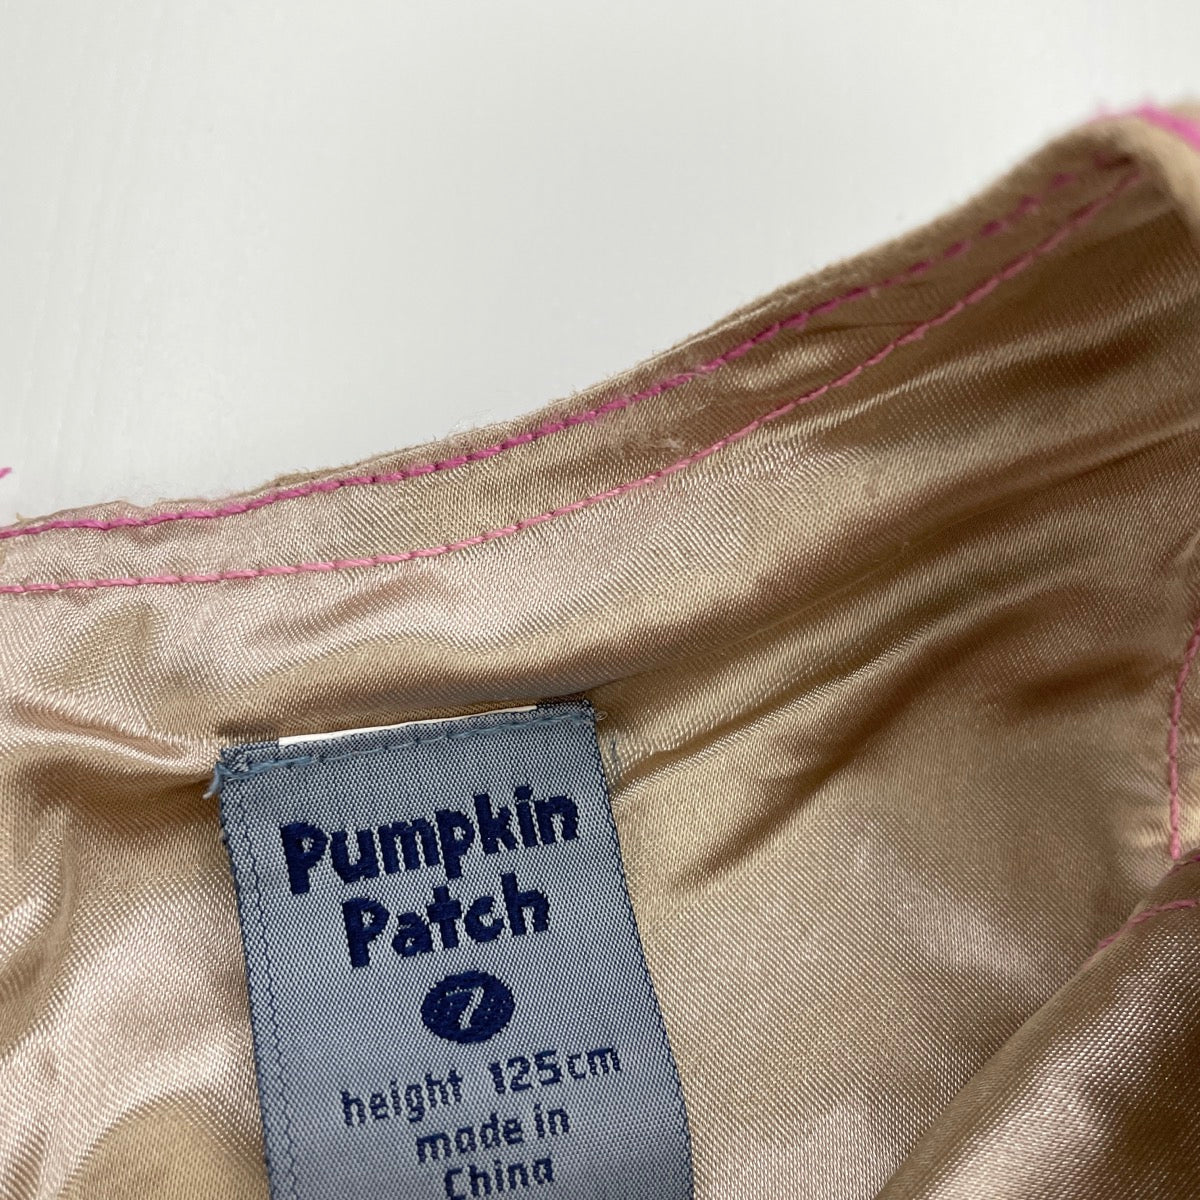 Pumpkin
Patch
7
height 125cm
made in
China